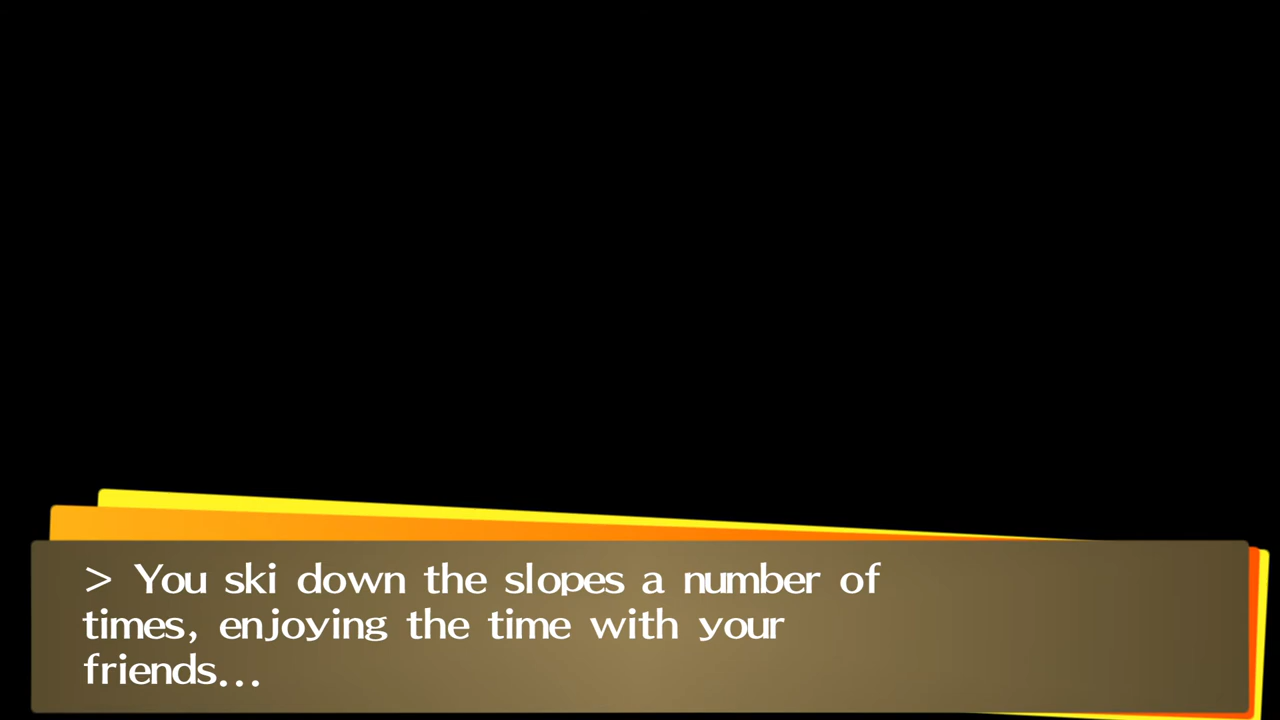 > You ski down the slopes a number of
times, enjoying the time with your
friends...